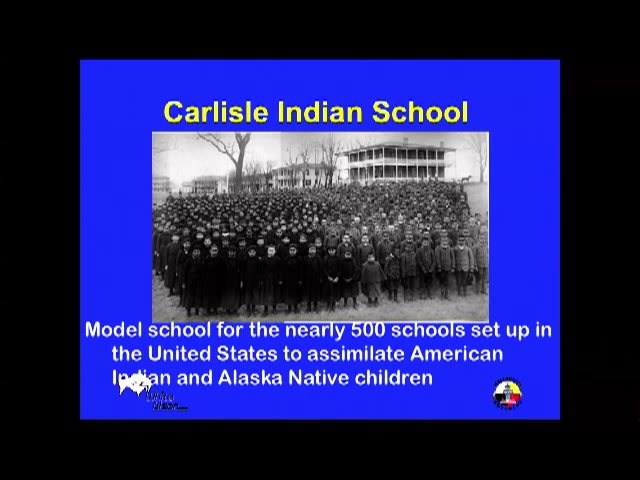 Carlisle Indian School
Model school for the nearly 500 schools set up in
the United States to assimilate American
Indian and Alaska Native children